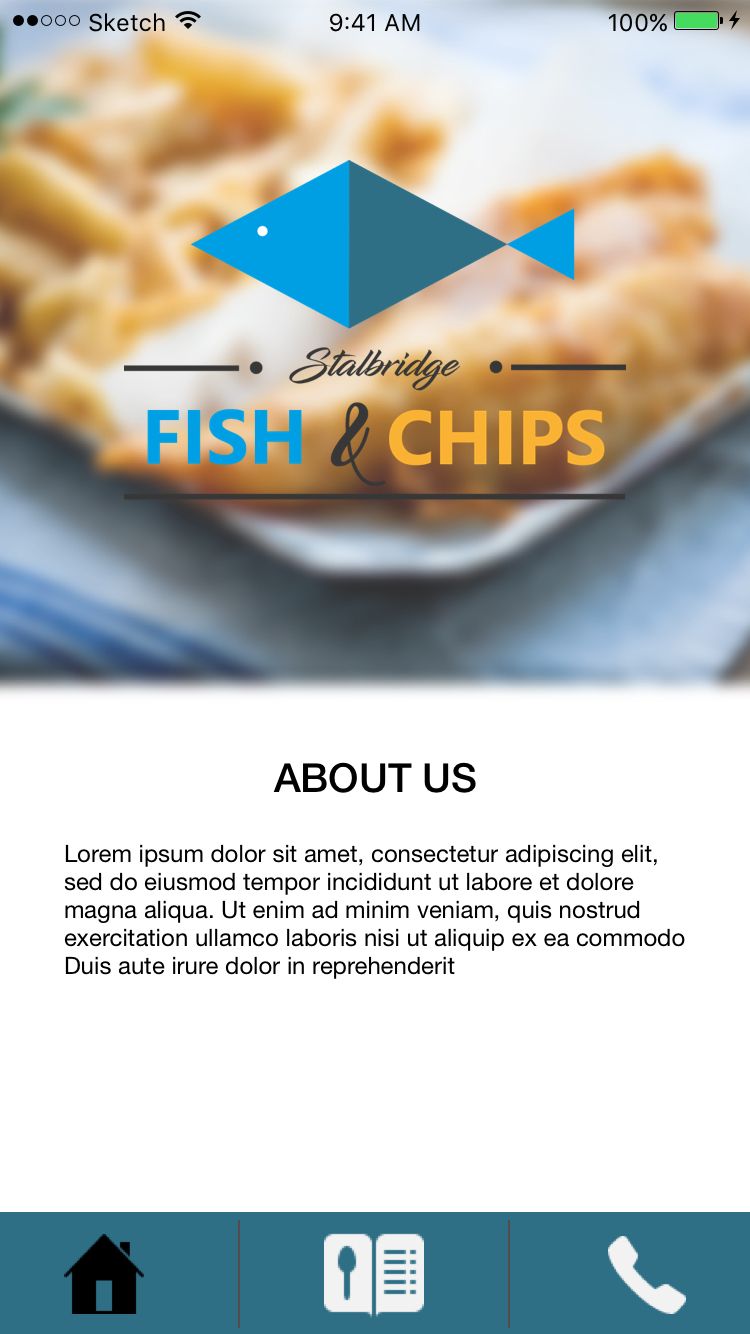 Sketch 9:41 AM 100%
Stalbridge
FISH & CHIPS
ABOUT US
Lorem ipsum dolor sit amet, consectetur adipiscing elit,
sed do eiusmod tempor incididunt ut labore et dolore
magna aliqua. Ut enim ad minim veniam, quis nostrud
exercitation ullamco laboris nisi ut aliquip ex ea commodo
Duis aute irure dolor in reprehenderit